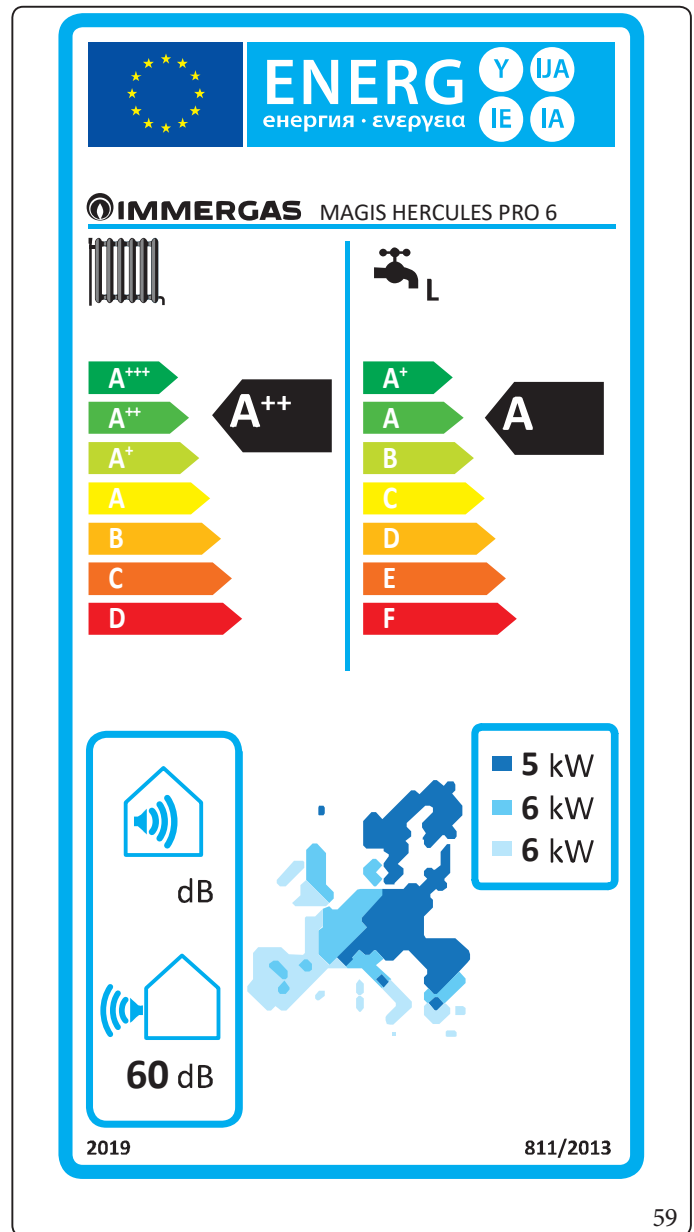 ENERG Y IJA
енергия · ενεργεια IE IA
IMMERGAS MAGIS HERCULES PRO 6
L
A+++
A++
A+
A
B
C
D
A++
A+
A
B
C
D
E
F
A
dB
60 dB
5 kW
6 kW
6 kW
2019 811/2013
59